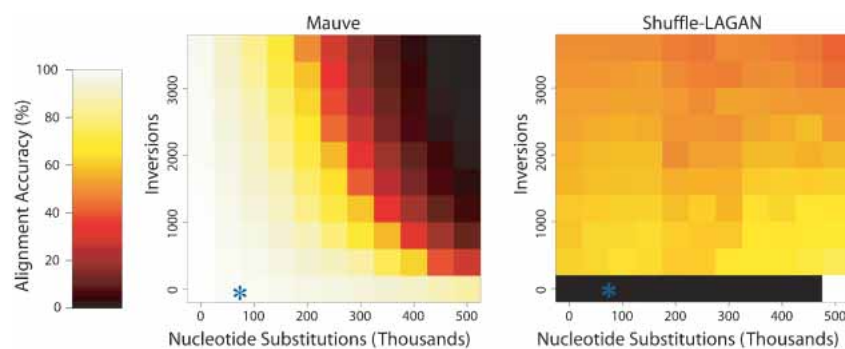 Mauve
Shuffle-LAGAN
Alignment Accuracy (%)
100
80
60
40
20
0
Inversions
3000
2000
1000
0
0 100 200 300 400 500
Nucleotide Substitutions (Thousands)
Inversions
3000
2000
1000
0
0 100 200 300 400 500
Nucleotide Substitutions (Thousands)